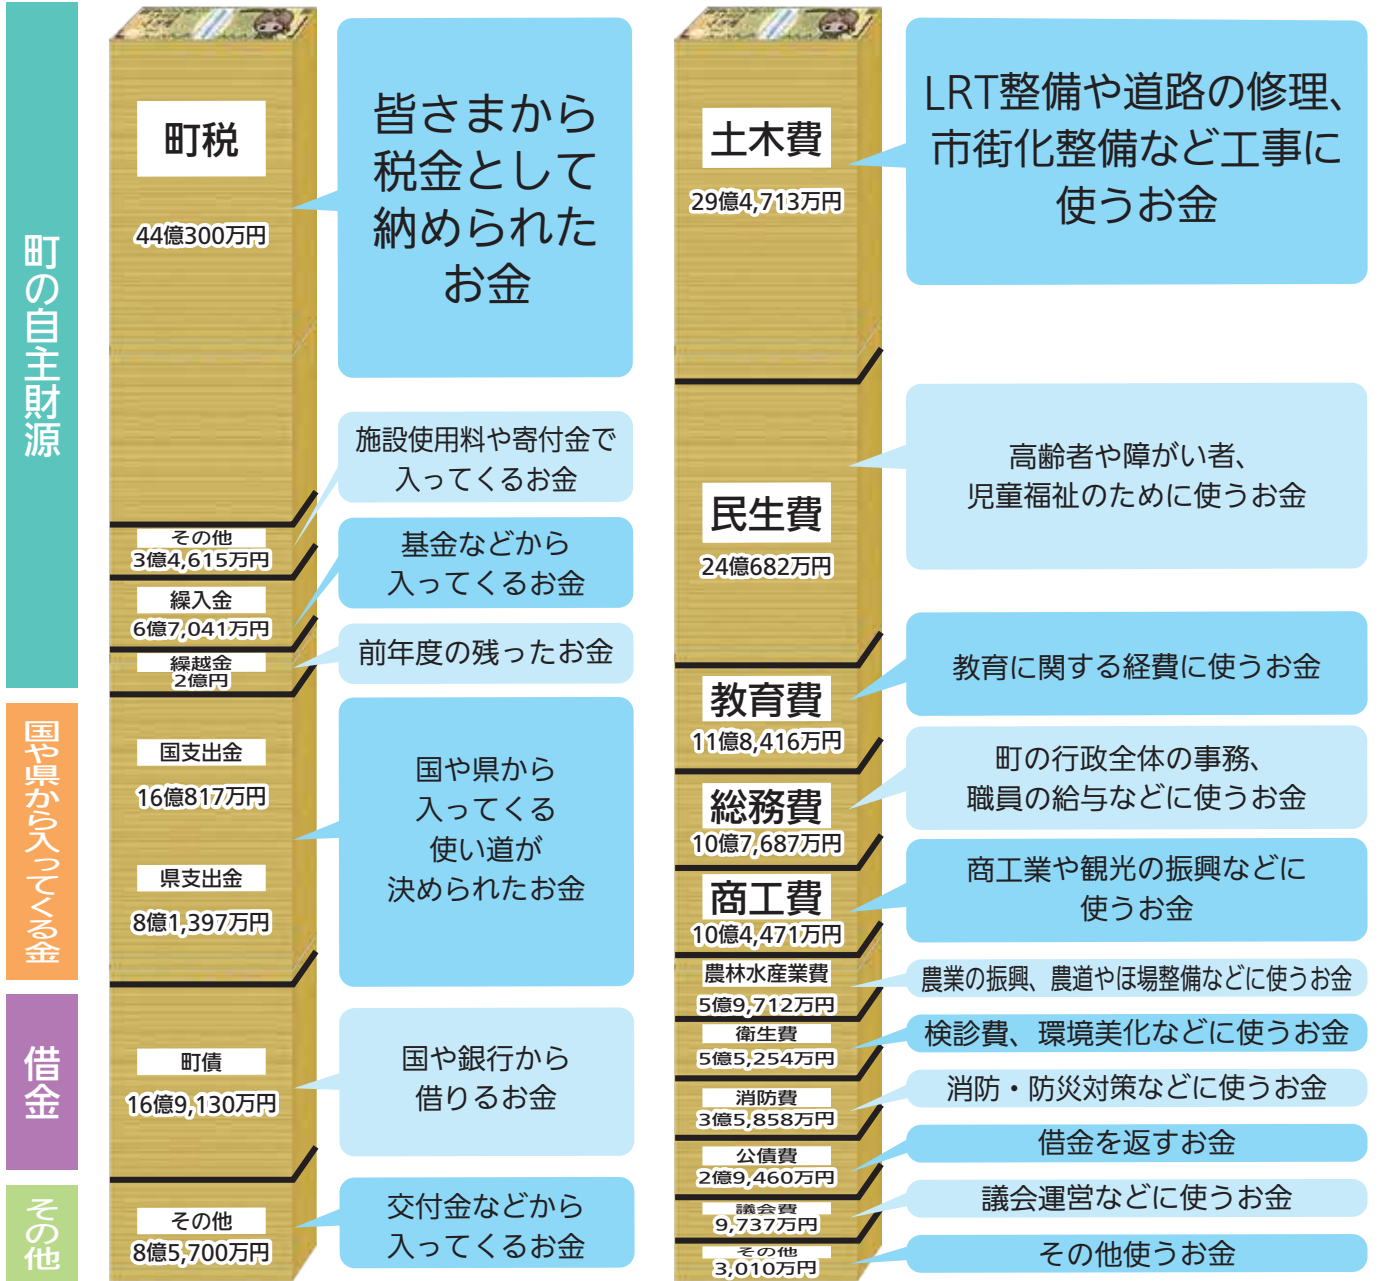 町の自主財源
町税
44億300万円
皆さまから
税金として
納められた
お金
その他
3億4,615万円
施設使用料や寄付金で
入ってくるお金
繰入金
6億7,041万円
基金などから
入ってくるお金
繰越金
2億円
前年度の残ったお金
国や県から入ってくる金
国支出金
16億817万円
県支出金
8億1,397万円
国や県から
入ってくる
使い道が
決められたお金
借金
町債
16億9,130万円
国や銀行から
借りるお金
その他
その他
8億5,700万円
交付金などから
入ってくるお金
土木費
29億4,713万円
LRT整備や道路の修理、
市街化整備など工事に
使うお金
民生費
24億682万円
高齢者や障がい者、
児童福祉のために使うお金
教育費
11億8,416万円
教育に関する経費に使うお金
総務費
10億7,687万円
町の行政全体の事務、
職員の給与などに使うお金
商工費
10億4,471万円
商工業や観光の振興などに
使うお金
農林水産業費
5億9,712万円
農業の振興、農道やほ場整備などに使うお金
衛生費
5億5,254万円
検診費、環境美化などに使うお金
消防費
3億5,858万円
消防・防災対策などに使うお金
公債費
2億9,460万円
借金を返すお金
議会費
9,737万円
議会運営などに使うお金
その他
3,010万円
その他使うお金